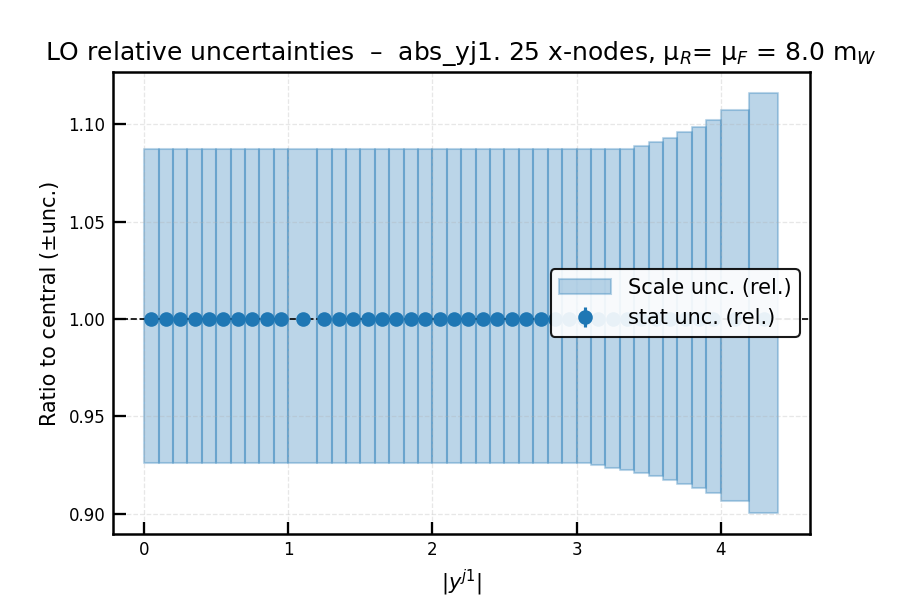 LO relative uncertainties – abs_yj1. 25 x-nodes, μR= μF = 8.0 mW
1.10
1.05
1.00
0.95
0.90
Ratio to central (±unc.)
Scale unc. (rel.)
stat unc. (rel.)
0 1 2 3 4
|yj1|